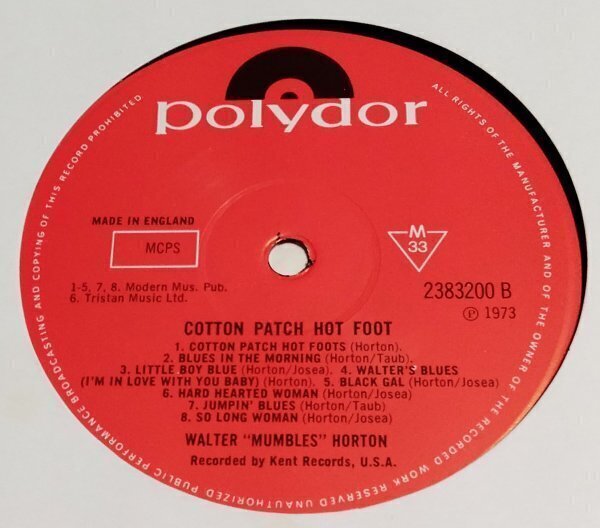 polydor
MADE IN ENGLAND
MCPS
M
33
1-5, 7, 8. Modern Mus. Pub.
6. Tristan Music Ltd.
2383200 B
Ⓟ 1973
COTTON PATCH HOT FOOT
1. COTTON PATCH HOT FOOTS (Horton).
2. BLUES IN THE MORNING (Horton/Taub).
3. LITTLE BOY BLUE (Horton/Josea) 4. WALTER'S BLUES
(I'M IN LOVE WITH YOU BABY) (Horton). 5. BLACK GAL (Horton/Josea)
6. HARD HEARTED WOMAN (Horton/Josea)
7. JUMPIN' BLUES (Horton/Taub)
8. SO LONG WOMAN (Horton/Josea)
WALTER "MUMBLES" HORTON
Recorded by Kent Records, U.S.A.
ALL RIGHTS OF THE MANUFACTURER AND OF THE OWNER OF THE RECORDED WORK RESERVED UNAUTHORIZED PUBLIC PERFORMANCE BROADCASTING AND COPYING OF THIS RECORD PROHIBITED